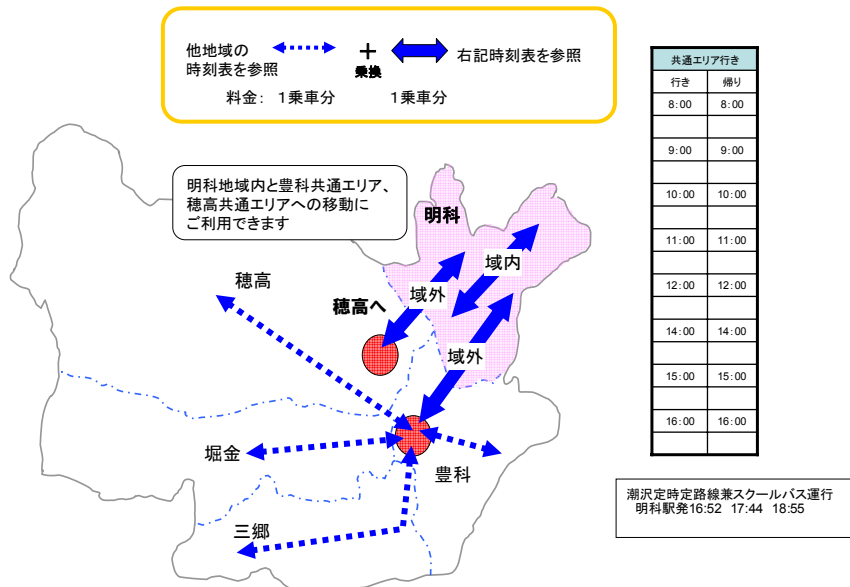 他地域の
時刻表を参照
+
乗換
右記時刻表を参照
料金： 1乗車分 1乗車分
明科地域内と豊科共通エリア、
穂高共通エリアへの移動に
ご利用できます
明科
域内
域外
穂高へ
域外
穂高
堀金
豊科
三郷
共通エリア行き
行き 帰り
8:00 8:00
9:00 9:00
10:00 10:00
11:00 11:00
12:00 12:00
14:00 14:00
15:00 15:00
16:00 16:00
潮沢定時定路線兼スクールバス運行
明科駅発16:52 17:44 18:55